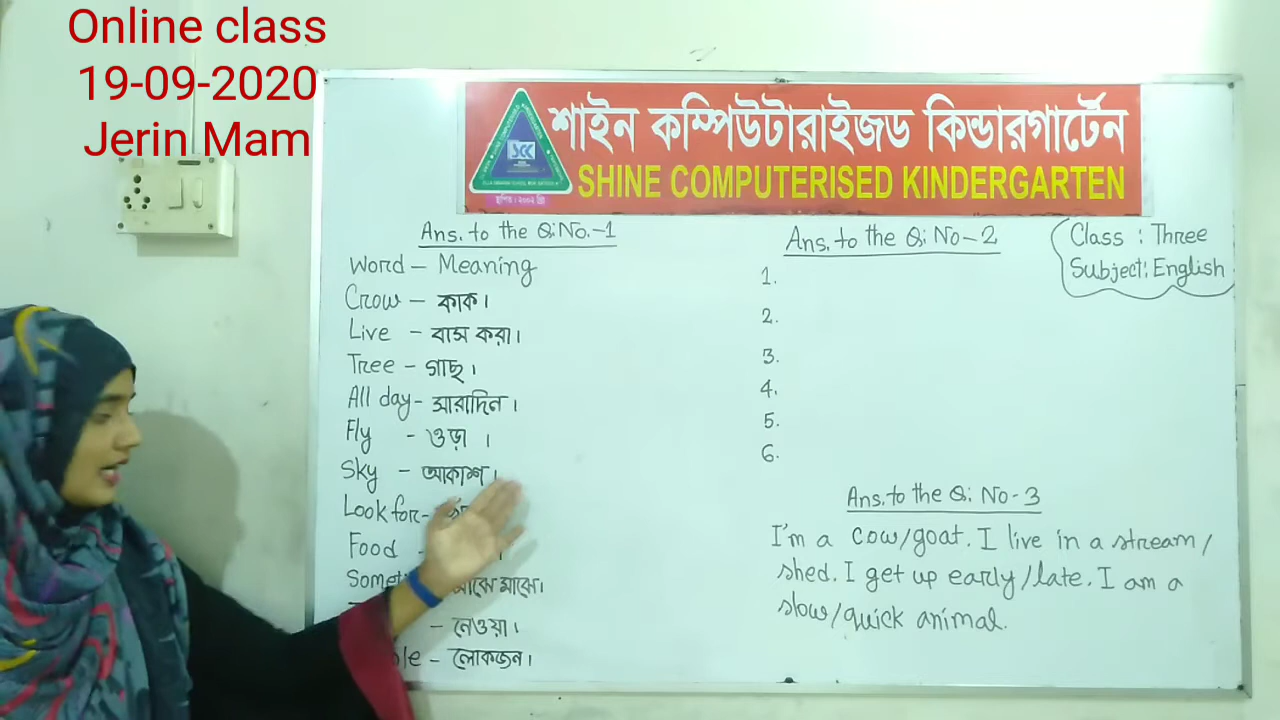 Online class
19-09-2020
Jerin Mam
শাইন কম্পিউটারাইজড কিন্ডারগার্টেন
SHINE COMPUTERISED KINDERGARTEN
SCK
স্থাপিত : ২০০২ খ্রিঃ
Class : Three
Subject: English
Ans. to the Q: No.-1
Word - Meaning
Crow - কাক।
Live - বাস করা।
Tree - গাছ।
All day - সারাদিন।
Fly - ওড়া ।
Sky - আকাশ।
Look for-
Food -
মাঝে মাঝে।
- নেওয়া।
- লোকজন।
Ans. to the Q: No-2
1.
2.
3.
4.
5.
6.
Ans. to the Q: No-3
I'm a cow/goat. I live in a stream/
shed. I get up early/late. I am a
slow/quick animal.